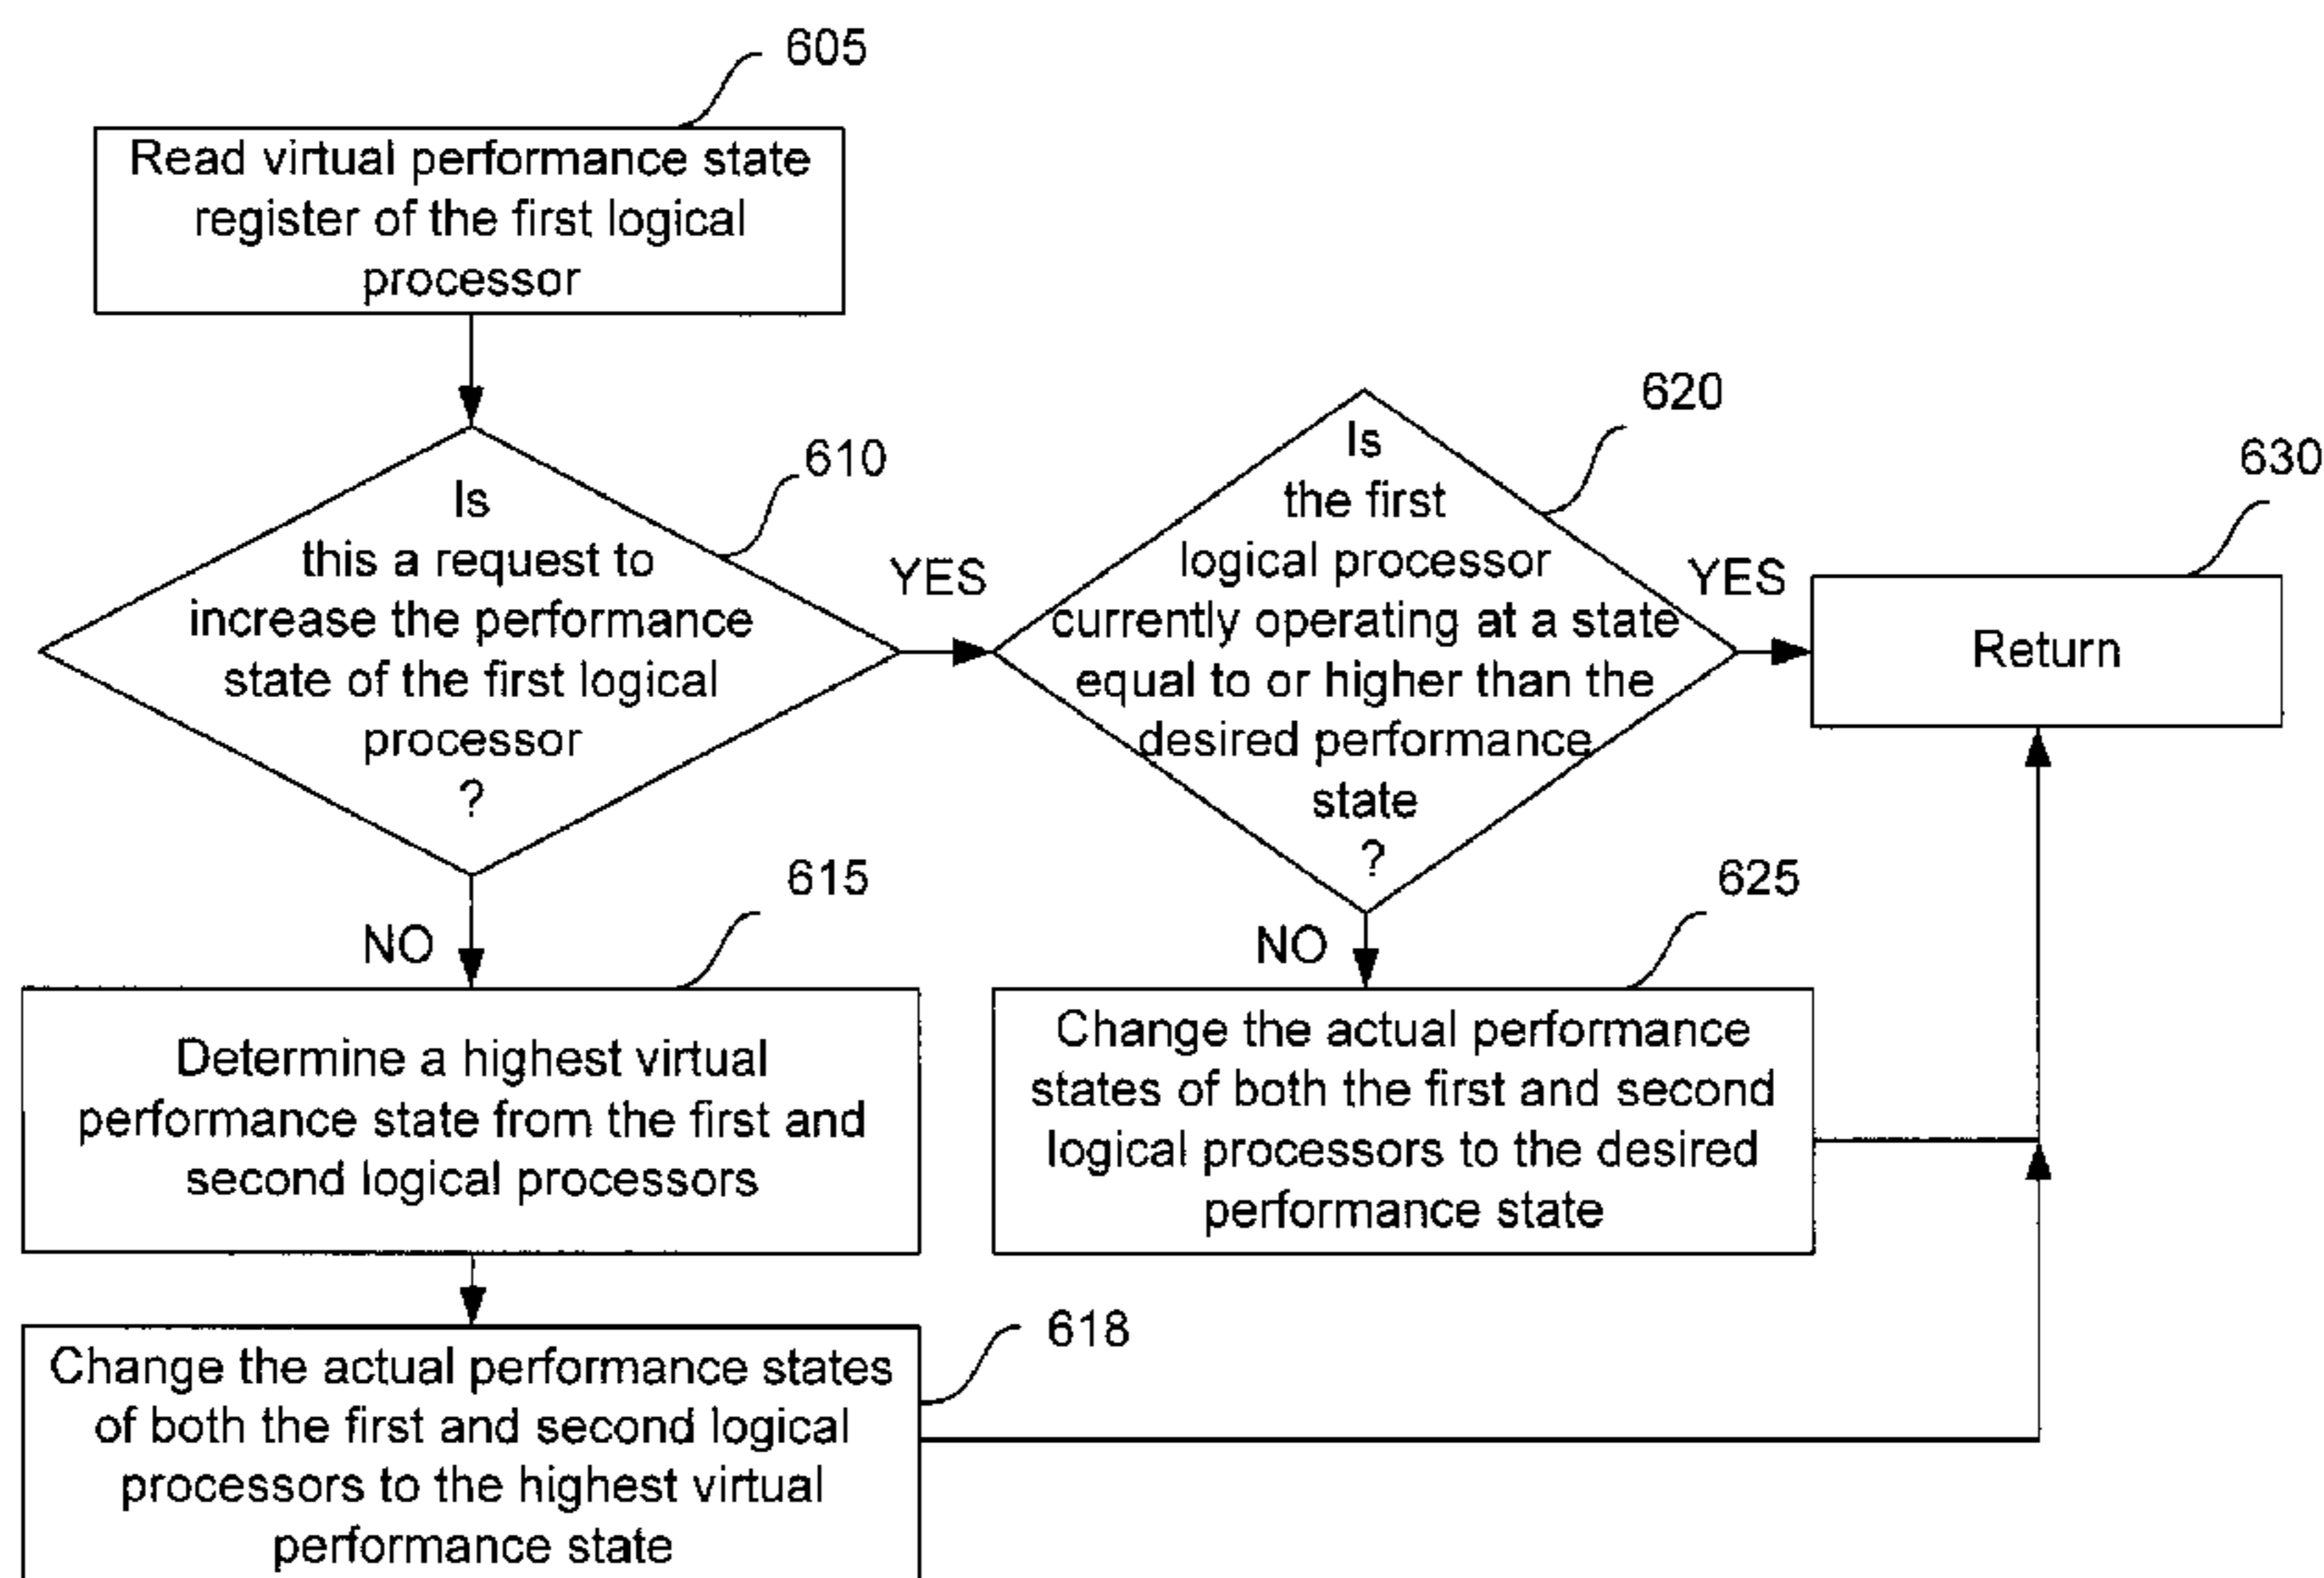 605
Read virtual performance state
register of the first logical
processor
610
Is
this a request to
increase the performance
state of the first logical
processor
?
YES
620
Is
the first
logical processor
currently operating at a state
equal to or higher than the
desired performance
state
?
YES
630
Return
NO
615
Determine a highest virtual
performance state from the first and
second logical processors
NO
625
Change the actual performance
states of both the first and second
logical processors to the desired
performance state
618
Change the actual performance states
of both the first and second logical
processors to the highest virtual
performance state